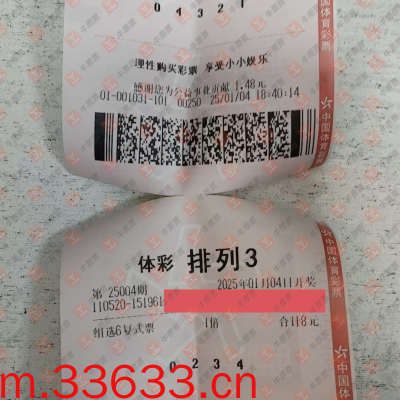 0 4 3 2 1
理性购买彩票 享受小小娱乐
感谢您为公益事业贡献 1.48元
01-001031-101 00250 25/01/04 18:40:14
中国体育彩票
体彩 排列3
第 25004期 2025年01月04日开奖
110520-151961
组选6复式票 1倍 合计8元
0 2 3 4
中国体育彩票
m.33633.cn